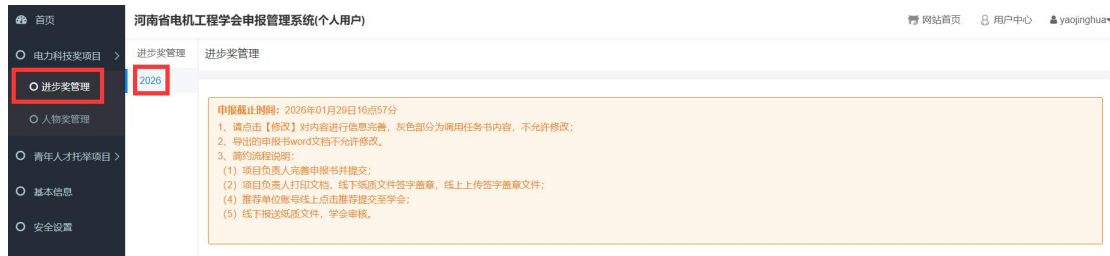 首页
河南省电机工程学会申报管理系统(个人用户)
网站首页
用户中心
yaojinghua
电力科技奖项目
进步奖管理
人物奖管理
青年人才托举项目
基本信息
安全设置
进步奖管理
2026
进步奖管理
申报截止时间：2026年01月29日16点57分
1、请点击【修改】对内容进行信息完善，灰色部分为调用任务书内容，不允许修改；
2、导出的申报书word文档不允许修改。
3、简约流程说明：
（1）项目负责人完善申报书并提交；
（2）项目负责人打印文档，线下纸质文件签字盖章，线上上传签字盖章文件；
（4）推荐单位账号线上点击推荐提交至学会；
（5）线下报送纸质文件，学会审核。